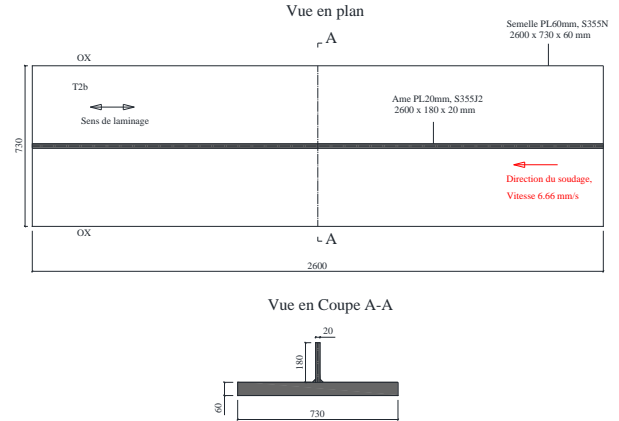 Vue en plan
A
Semelle PL60mm, S355N
2600 x 730 x 60 mm
OX
T2b
Sens de laminage
Ame PL20mm, S355J2
2600 x 180 x 20 mm
730
Direction du soudage,
Vitesse 6.66 mm/s
OX
A
2600
Vue en Coupe A-A
20
180
60
730